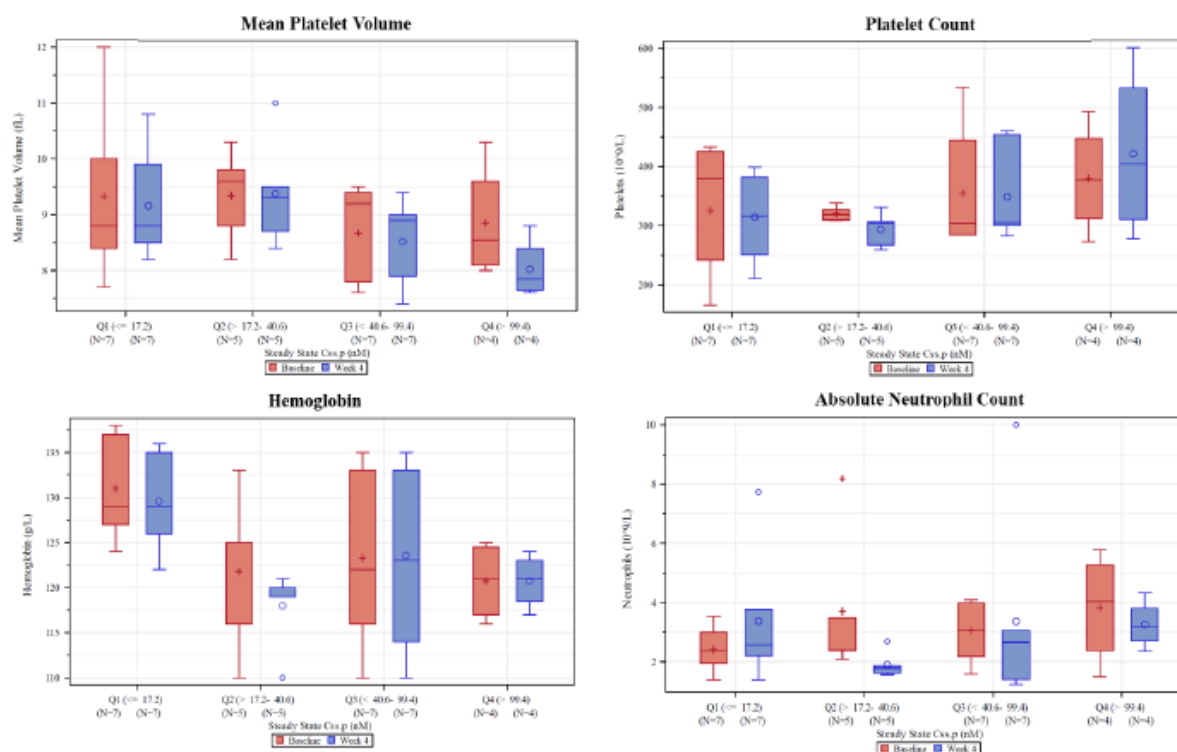 Mean Platelet Volume
12
11
10
9
8
Mean Platelet Volume (fL)
Q1 (<= 17.2) Q2 (> 17.2- 40.6) Q3 (< 40.6- 99.4) Q4 (> 99.4)
(N=7) (N=7) (N=5) (N=5) (N=7) (N=7) (N=4) (N=4)
Steady State Css,p (nM)
Baseline Week 4
Platelet Count
600
500
400
300
200
Platelets (10^9/L)
Q1 (<= 17.2) Q2 (> 17.2- 40.6) Q3 (< 40.6- 99.4) Q4 (> 99.4)
(N=7) (N=7) (N=5) (N=5) (N=7) (N=7) (N=4) (N=4)
Steady State Css,p (nM)
Baseline Week 4
Hemoglobin
135
130
125
120
115
110
Hemoglobin (g/L)
Q1 (<= 17.2) Q2 (> 17.2- 40.6) Q3 (< 40.6- 99.4) Q4 (> 99.4)
(N=7) (N=7) (N=5) (N=5) (N=7) (N=7) (N=4) (N=4)
Steady State Css,p (nM)
Baseline Week 4
Absolute Neutrophil Count
10
8
6
4
2
Neutrophils (10^9/L)
Q1 (<= 17.2) Q2 (> 17.2- 40.6) Q3 (< 40.6- 99.4) Q4 (> 99.4)
(N=7) (N=7) (N=5) (N=5) (N=7) (N=7) (N=4) (N=4)
Steady State Css,p (nM)
Baseline Week 4